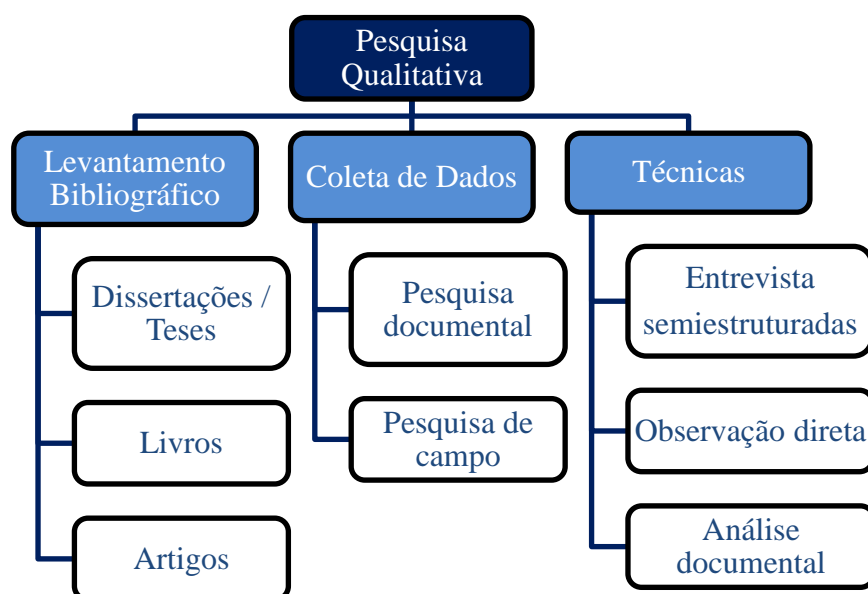 Pesquisa
Qualitativa
Levantamento
Bibliográfico
Dissertações /
Teses
Livros
Artigos
Coleta de Dados
Pesquisa
documental
Pesquisa de
campo
Técnicas
Entrevista
semiestruturadas
Observação direta
Análise
documental